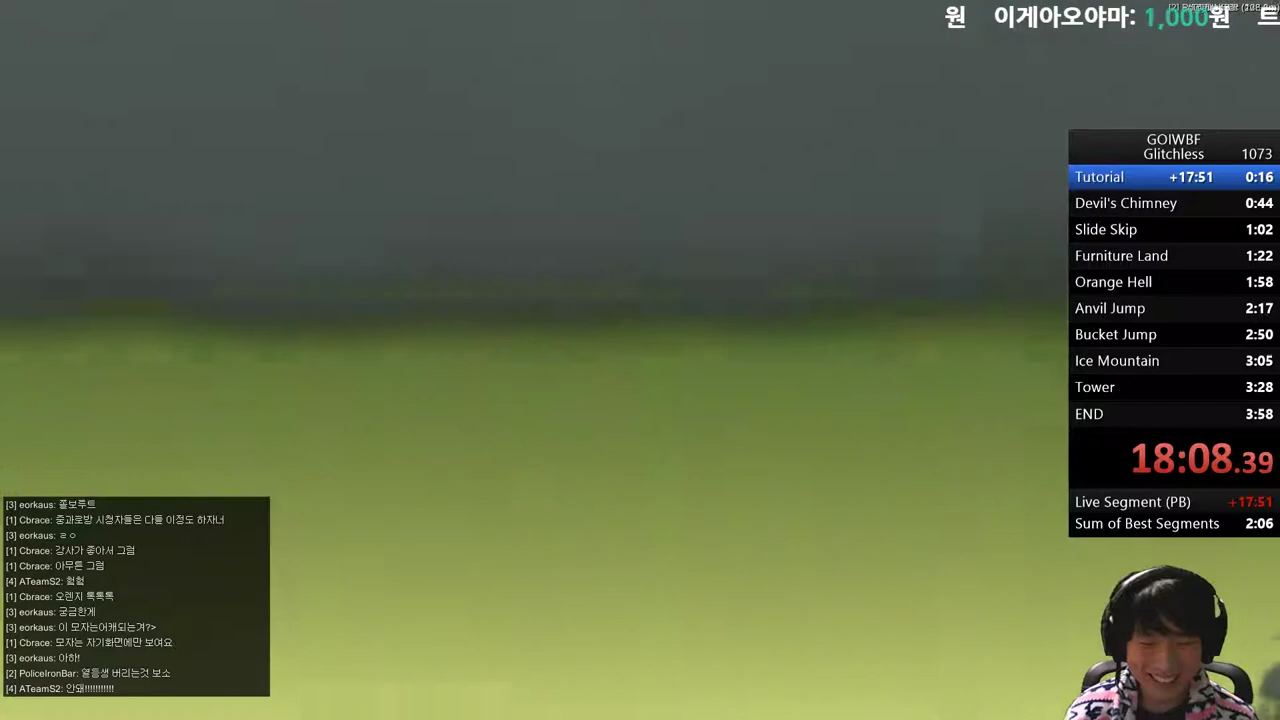 원 이게아오야마: 1,000원 트
GOIWBF
Glitchless 1073
Tutorial +17:51 0:16
Devil's Chimney 0:44
Slide Skip 1:02
Furniture Land 1:22
Orange Hell 1:58
Anvil Jump 2:17
Bucket Jump 2:50
Ice Mountain 3:05
Tower 3:28
END 3:58
18:08.39
Live Segment (PB) +17:51
Sum of Best Segments 2:06
[3] eorkaus: 쫄보루트
[1] Cbrace: 중과로방 시청자들은 다들 이정도 하자너
[3] eorkaus: ㄹㅇ
[1] Cbrace: 강사가 좋아서 그럼
[1] Cbrace: 아무튼 그럼
[4] ATeamS2: 헠헠
[1] Cbrace: 오렌지 톡톡톡
[3] eorkaus: 궁금한게
[3] eorkaus: 이 모자는어캐되는겨?>
[1] Cbrace: 모자는 자기화면에만 보여요
[3] eorkaus: 아하!
[2] PoliceIronBar: 열등생 버리는것 보소
[4] ATeamS2: 안돼!!!!!!!!!!!